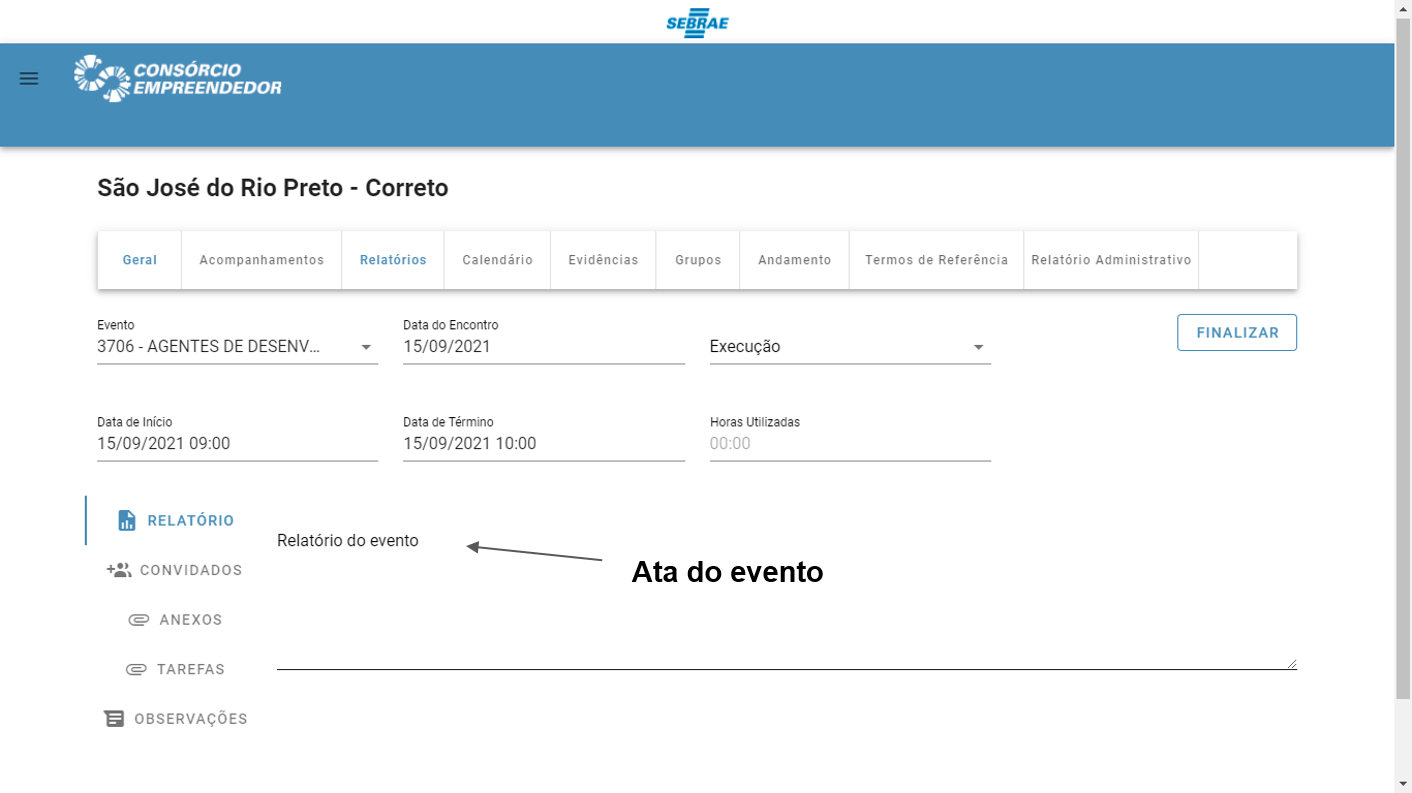 SEBRAE
CONSÓRCIO
EMPREENDEDOR
São José do Rio Preto - Correto
Geral
Acompanhamentos
Relatórios
Calendário
Evidências
Grupos
Andamento
Termos de Referência
Relatório Administrativo
Evento
3706 - AGENTES DE DESENV...
Data do Encontro
15/09/2021
Execução
FINALIZAR
Data de Início
15/09/2021 09:00
Data de Término
15/09/2021 10:00
Horas Utilizadas
00:00
RELATÓRIO
CONVIDADOS
ANEXOS
TAREFAS
OBSERVAÇÕES
Relatório do evento
Ata do evento